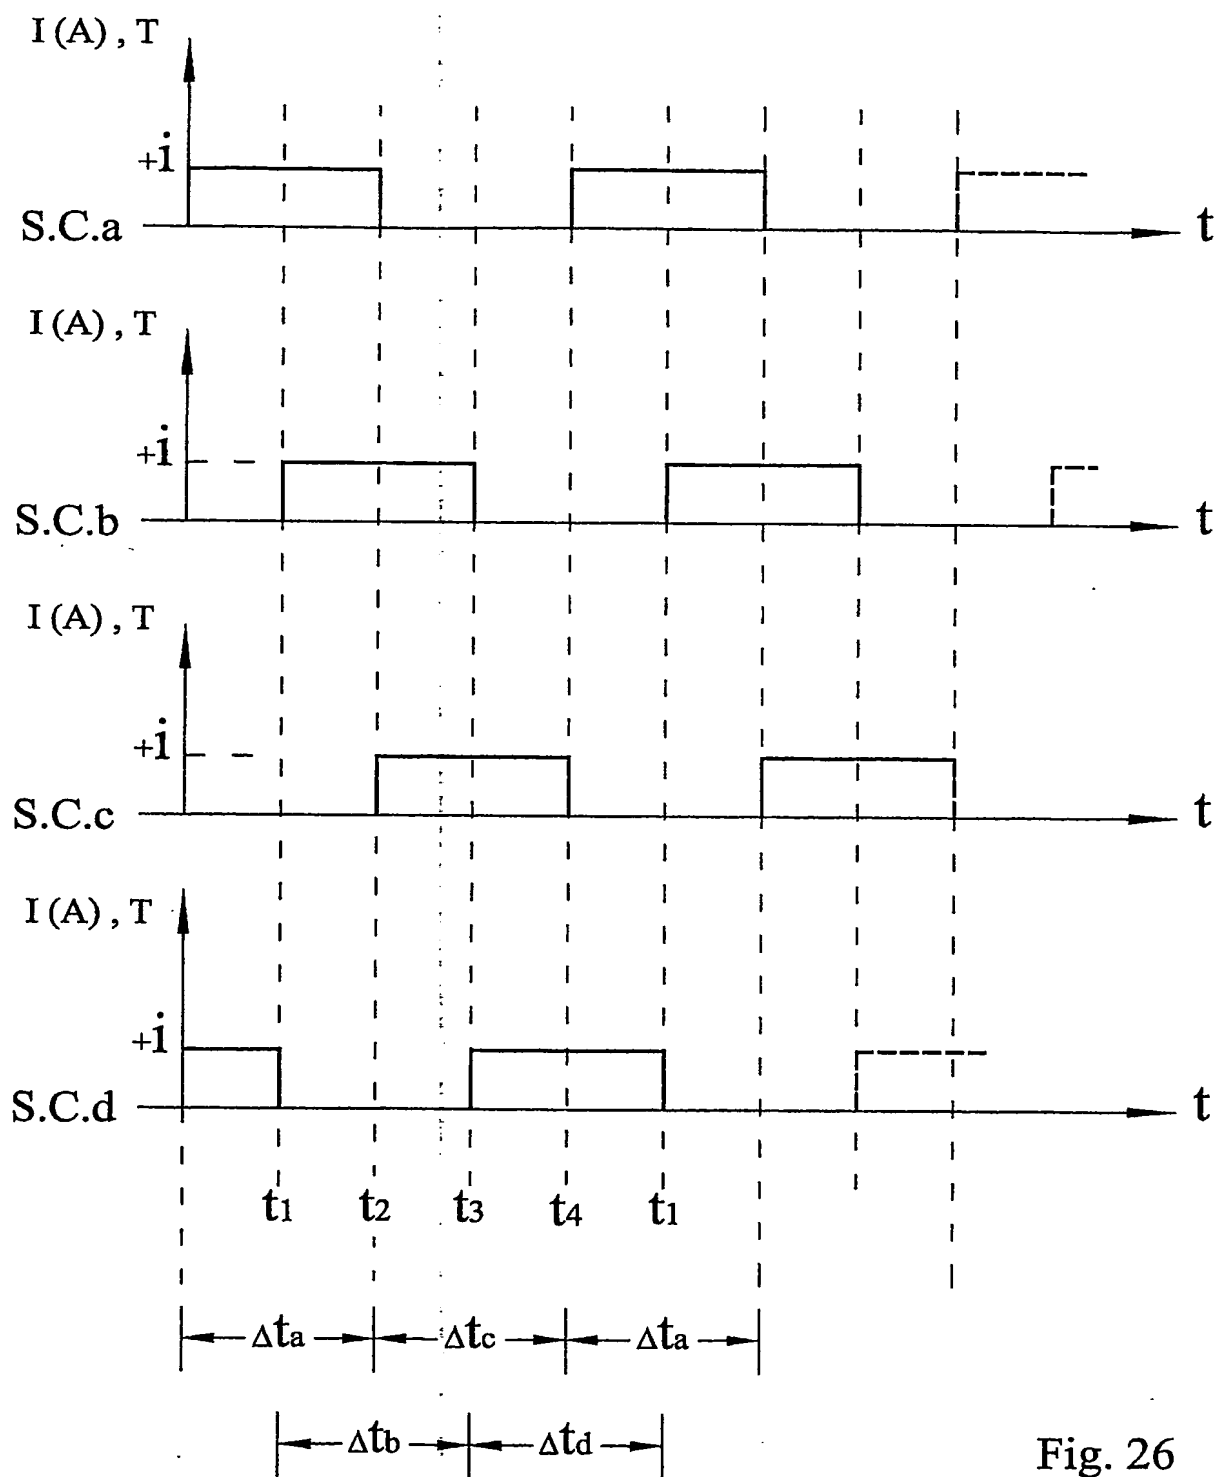 I (A) , T
+i
S.C.a
t
I (A) , T
+i
S.C.b
t
I (A) , T
+i
S.C.c
t
I (A) , T
+i
S.C.d
t
t1 t2 t3 t4 t1
Δta Δtc Δta
Δtb Δtd
Fig. 26